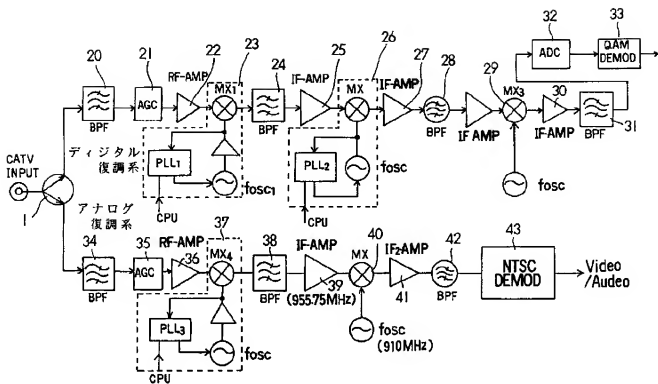 20
BPF
21
AGC
RF-AMP
22
MX1
23
24
BPF
IF-AMP
25
MX
26
IF-AMP
27
28
BPF
IF AMP
29
MX3
30
IF-AMP
BPF
31
32
ADC
33
QAM
DEMOD
ディジタル
復調系
PLL1
fosc1
CPU
PLL2
fosc
CPU
fosc
CATV
INPUT
1
アナログ
復調系
34
BPF
35
AGC
RF-AMP
36
37
MX4
38
BPF
IF-AMP
39
(955.75MHz)
MX
40
fosc
(910MHz)
IF2-AMP
41
42
BPF
43
NTSC
DEMOD
Video
/Audeo
PLL3
fosc
CPU